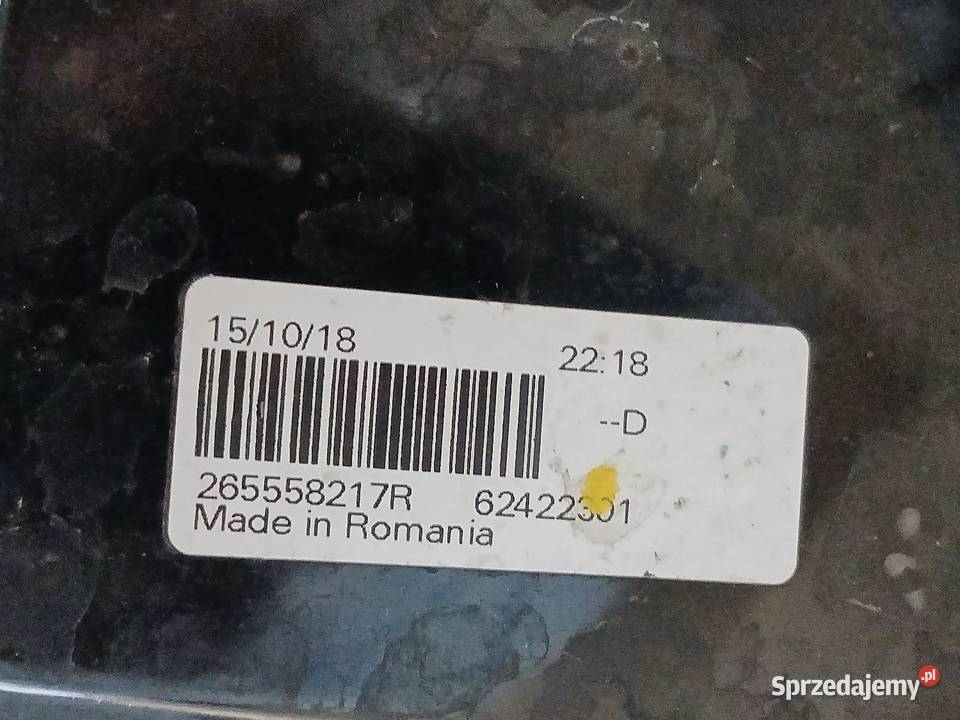 15/10/18 22:18
--D
265558217R 62422301
Made in Romania
Sprzedajemy.pl